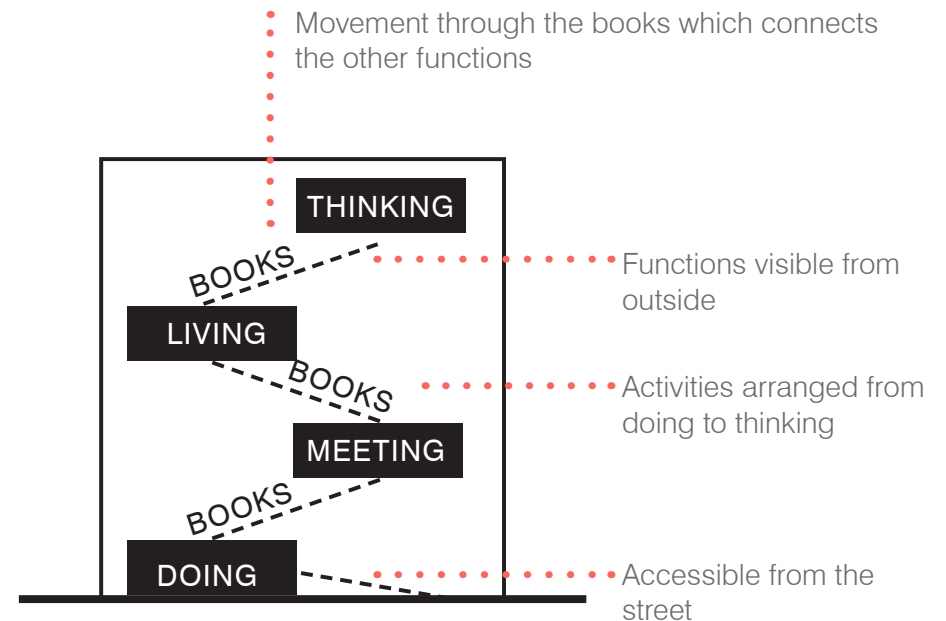 Movement through the books which connects
the other functions
THINKING
BOOKS
Functions visible from
outside
LIVING
BOOKS
Activities arranged from
doing to thinking
MEETING
BOOKS
DOING
Accessible from the
street